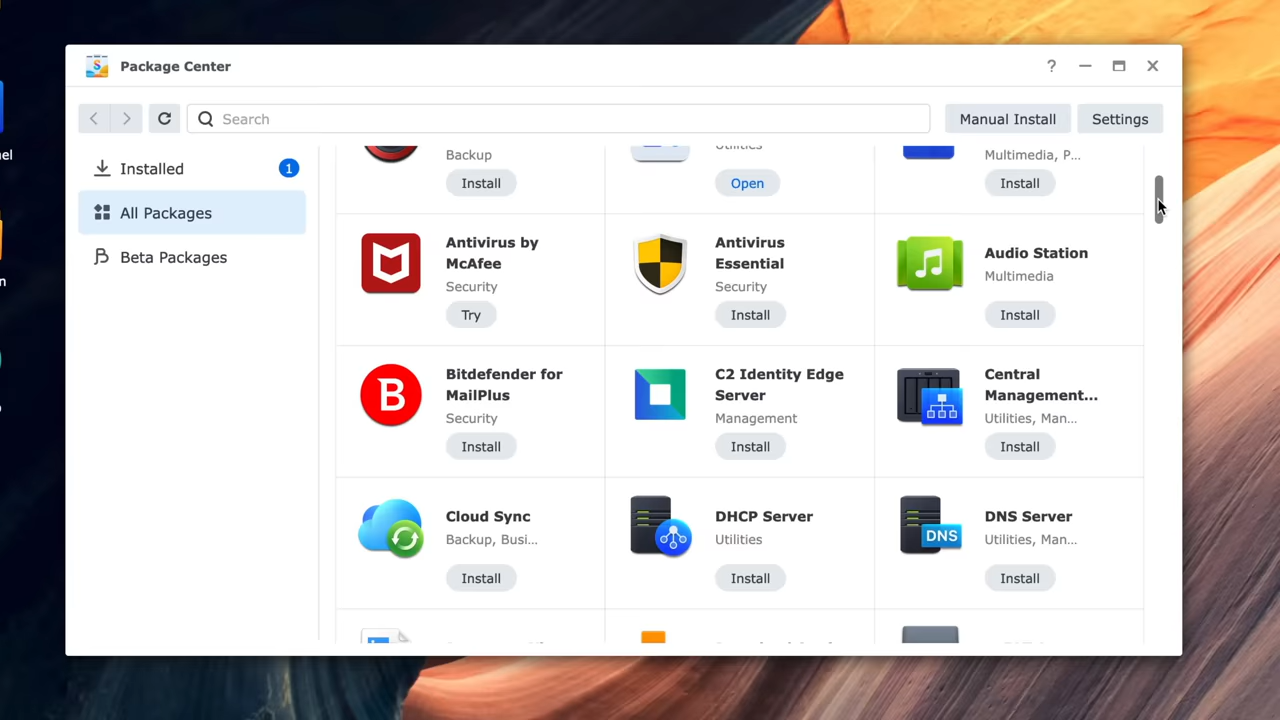 Package Center
?
Search
Manual Install
Settings
Installed
1
All Packages
Beta Packages
Backup
Install
Utilities
Open
Multimedia, P...
Install
Antivirus by
McAfee
Security
Try
Antivirus
Essential
Security
Install
Audio Station
Multimedia
Install
B
Bitdefender for
MailPlus
Security
Install
C2 Identity Edge
Server
Management
Install
Central
Management...
Utilities, Man...
Install
Cloud Sync
Backup, Busi...
Install
DHCP Server
Utilities
Install
DNS
DNS Server
Utilities, Man...
Install